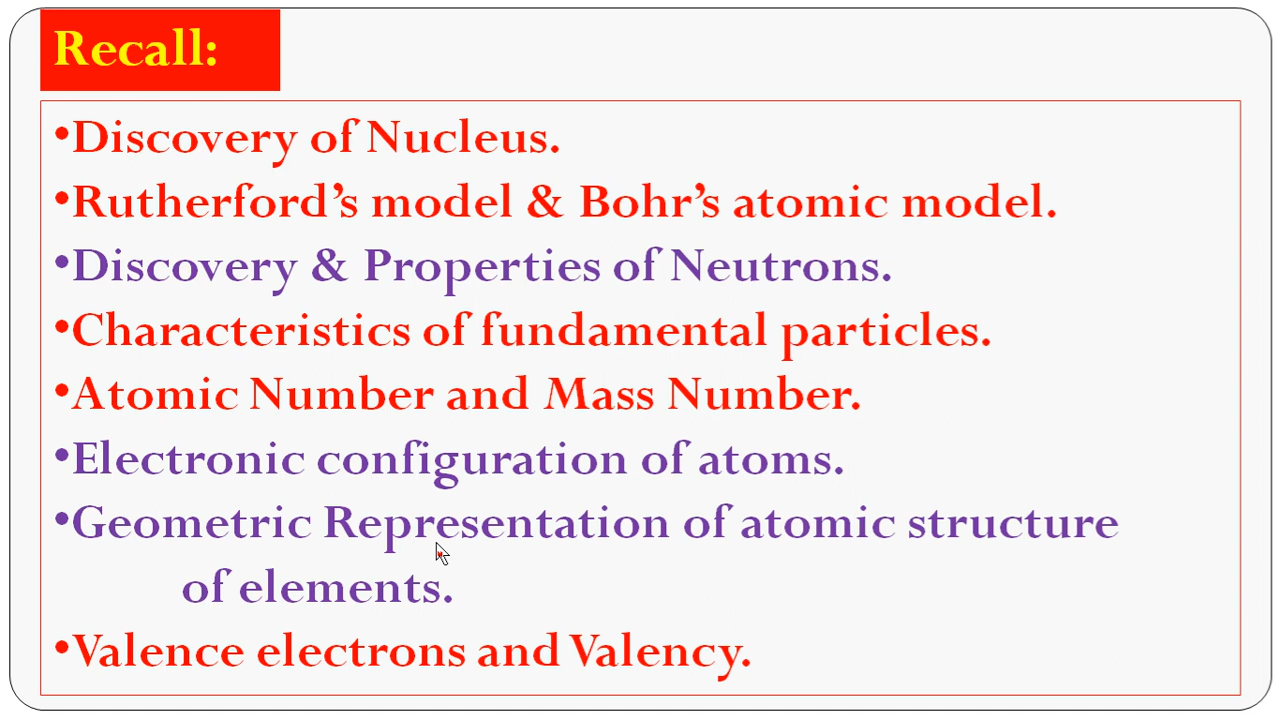 Recall:
•Discovery of Nucleus.
•Rutherford’s model & Bohr’s atomic model.
•Discovery & Properties of Neutrons.
•Characteristics of fundamental particles.
•Atomic Number and Mass Number.
•Electronic configuration of atoms.
•Geometric Representation of atomic structure
of elements.
•Valence electrons and Valency.